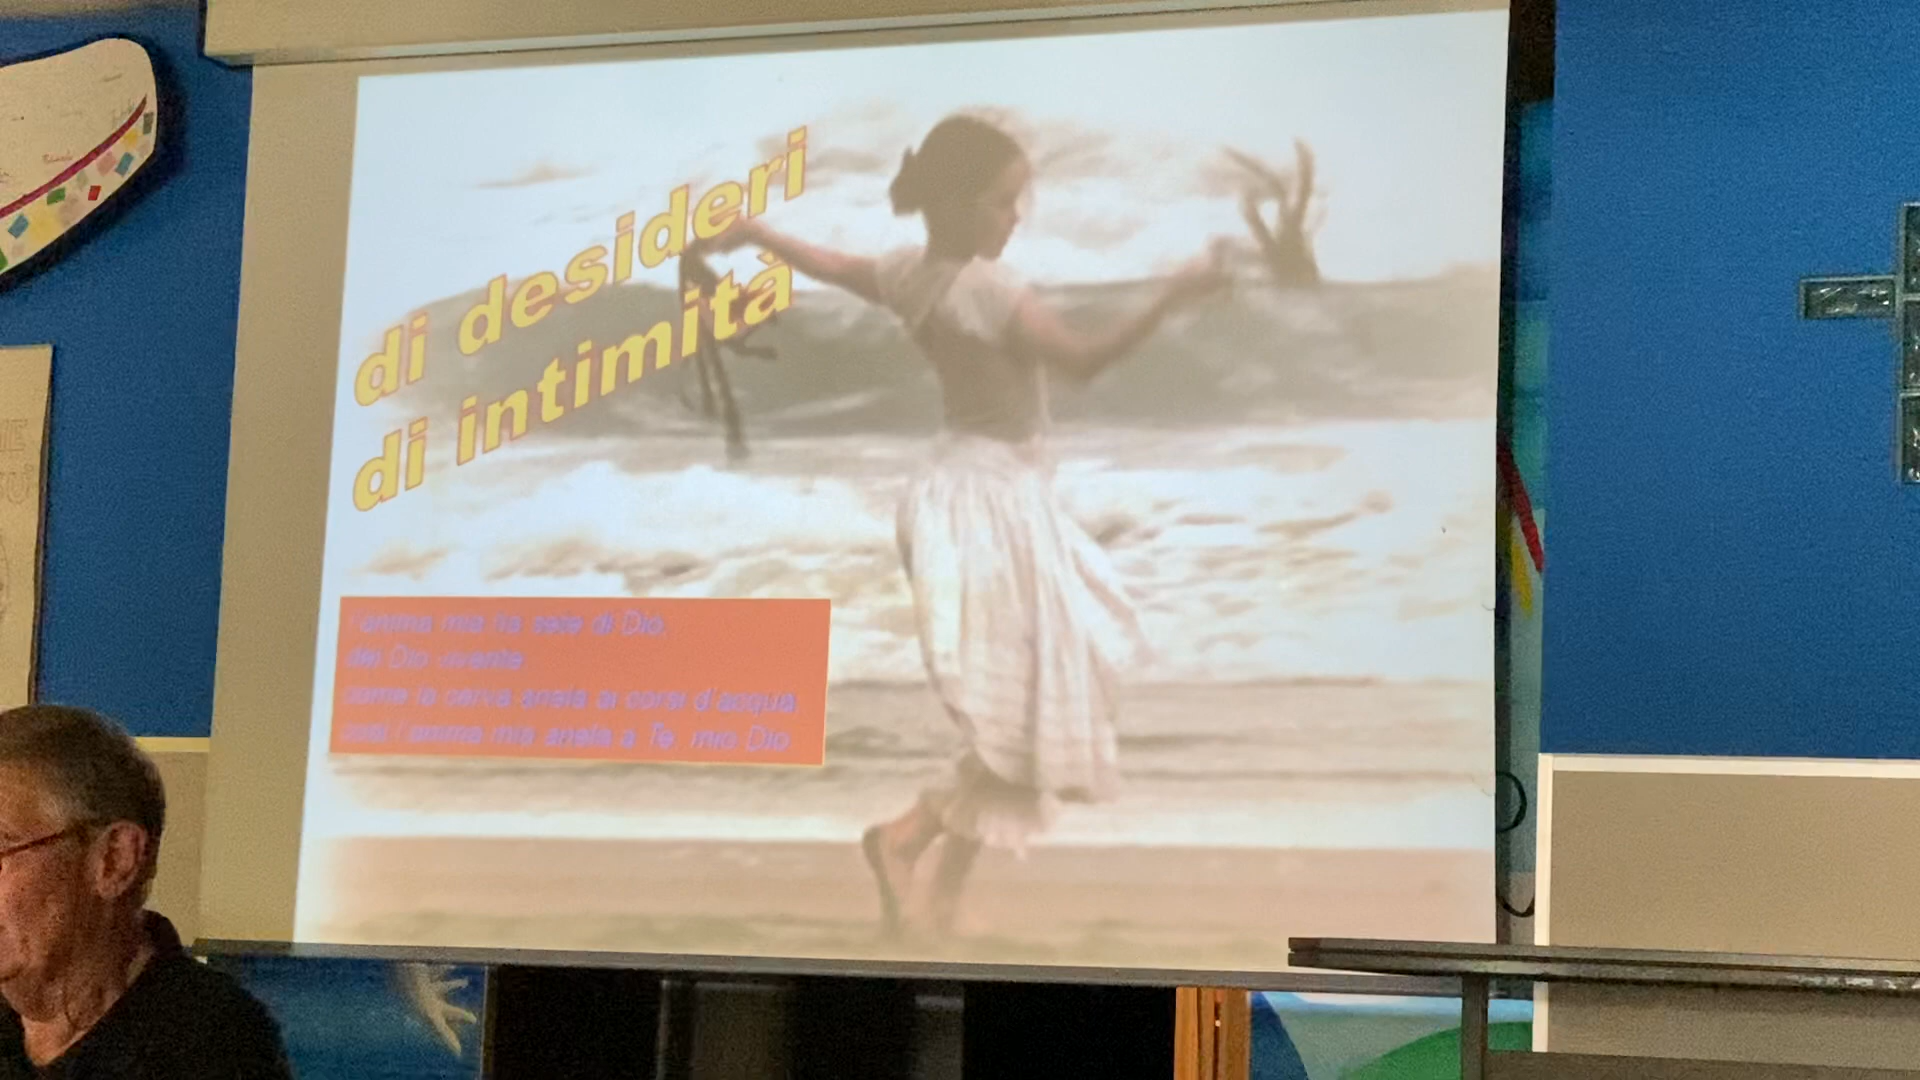 di desideri
di intimità
l'anima mia ha sete di Dio,
del Dio vivente
come la cerva anela ai corsi d'acqua
così l'anima mia anela a Te, mio Dio